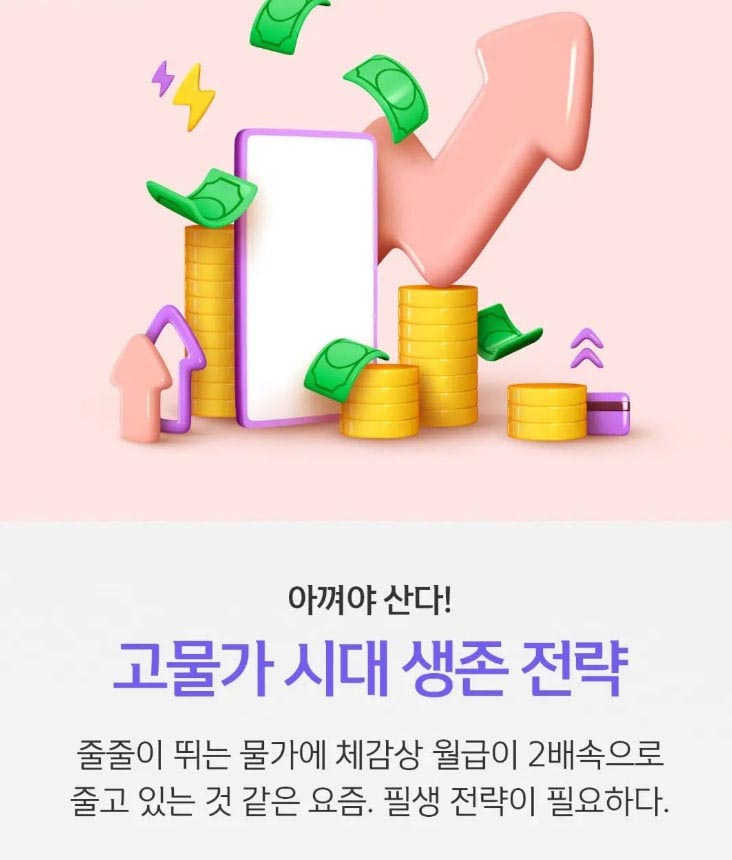 아껴야 산다!
고물가 시대 생존 전략
줄줄이 뛰는 물가에 체감상 월급이 2배속으로
줄고 있는 것 같은 요즘. 필생 전략이 필요하다.